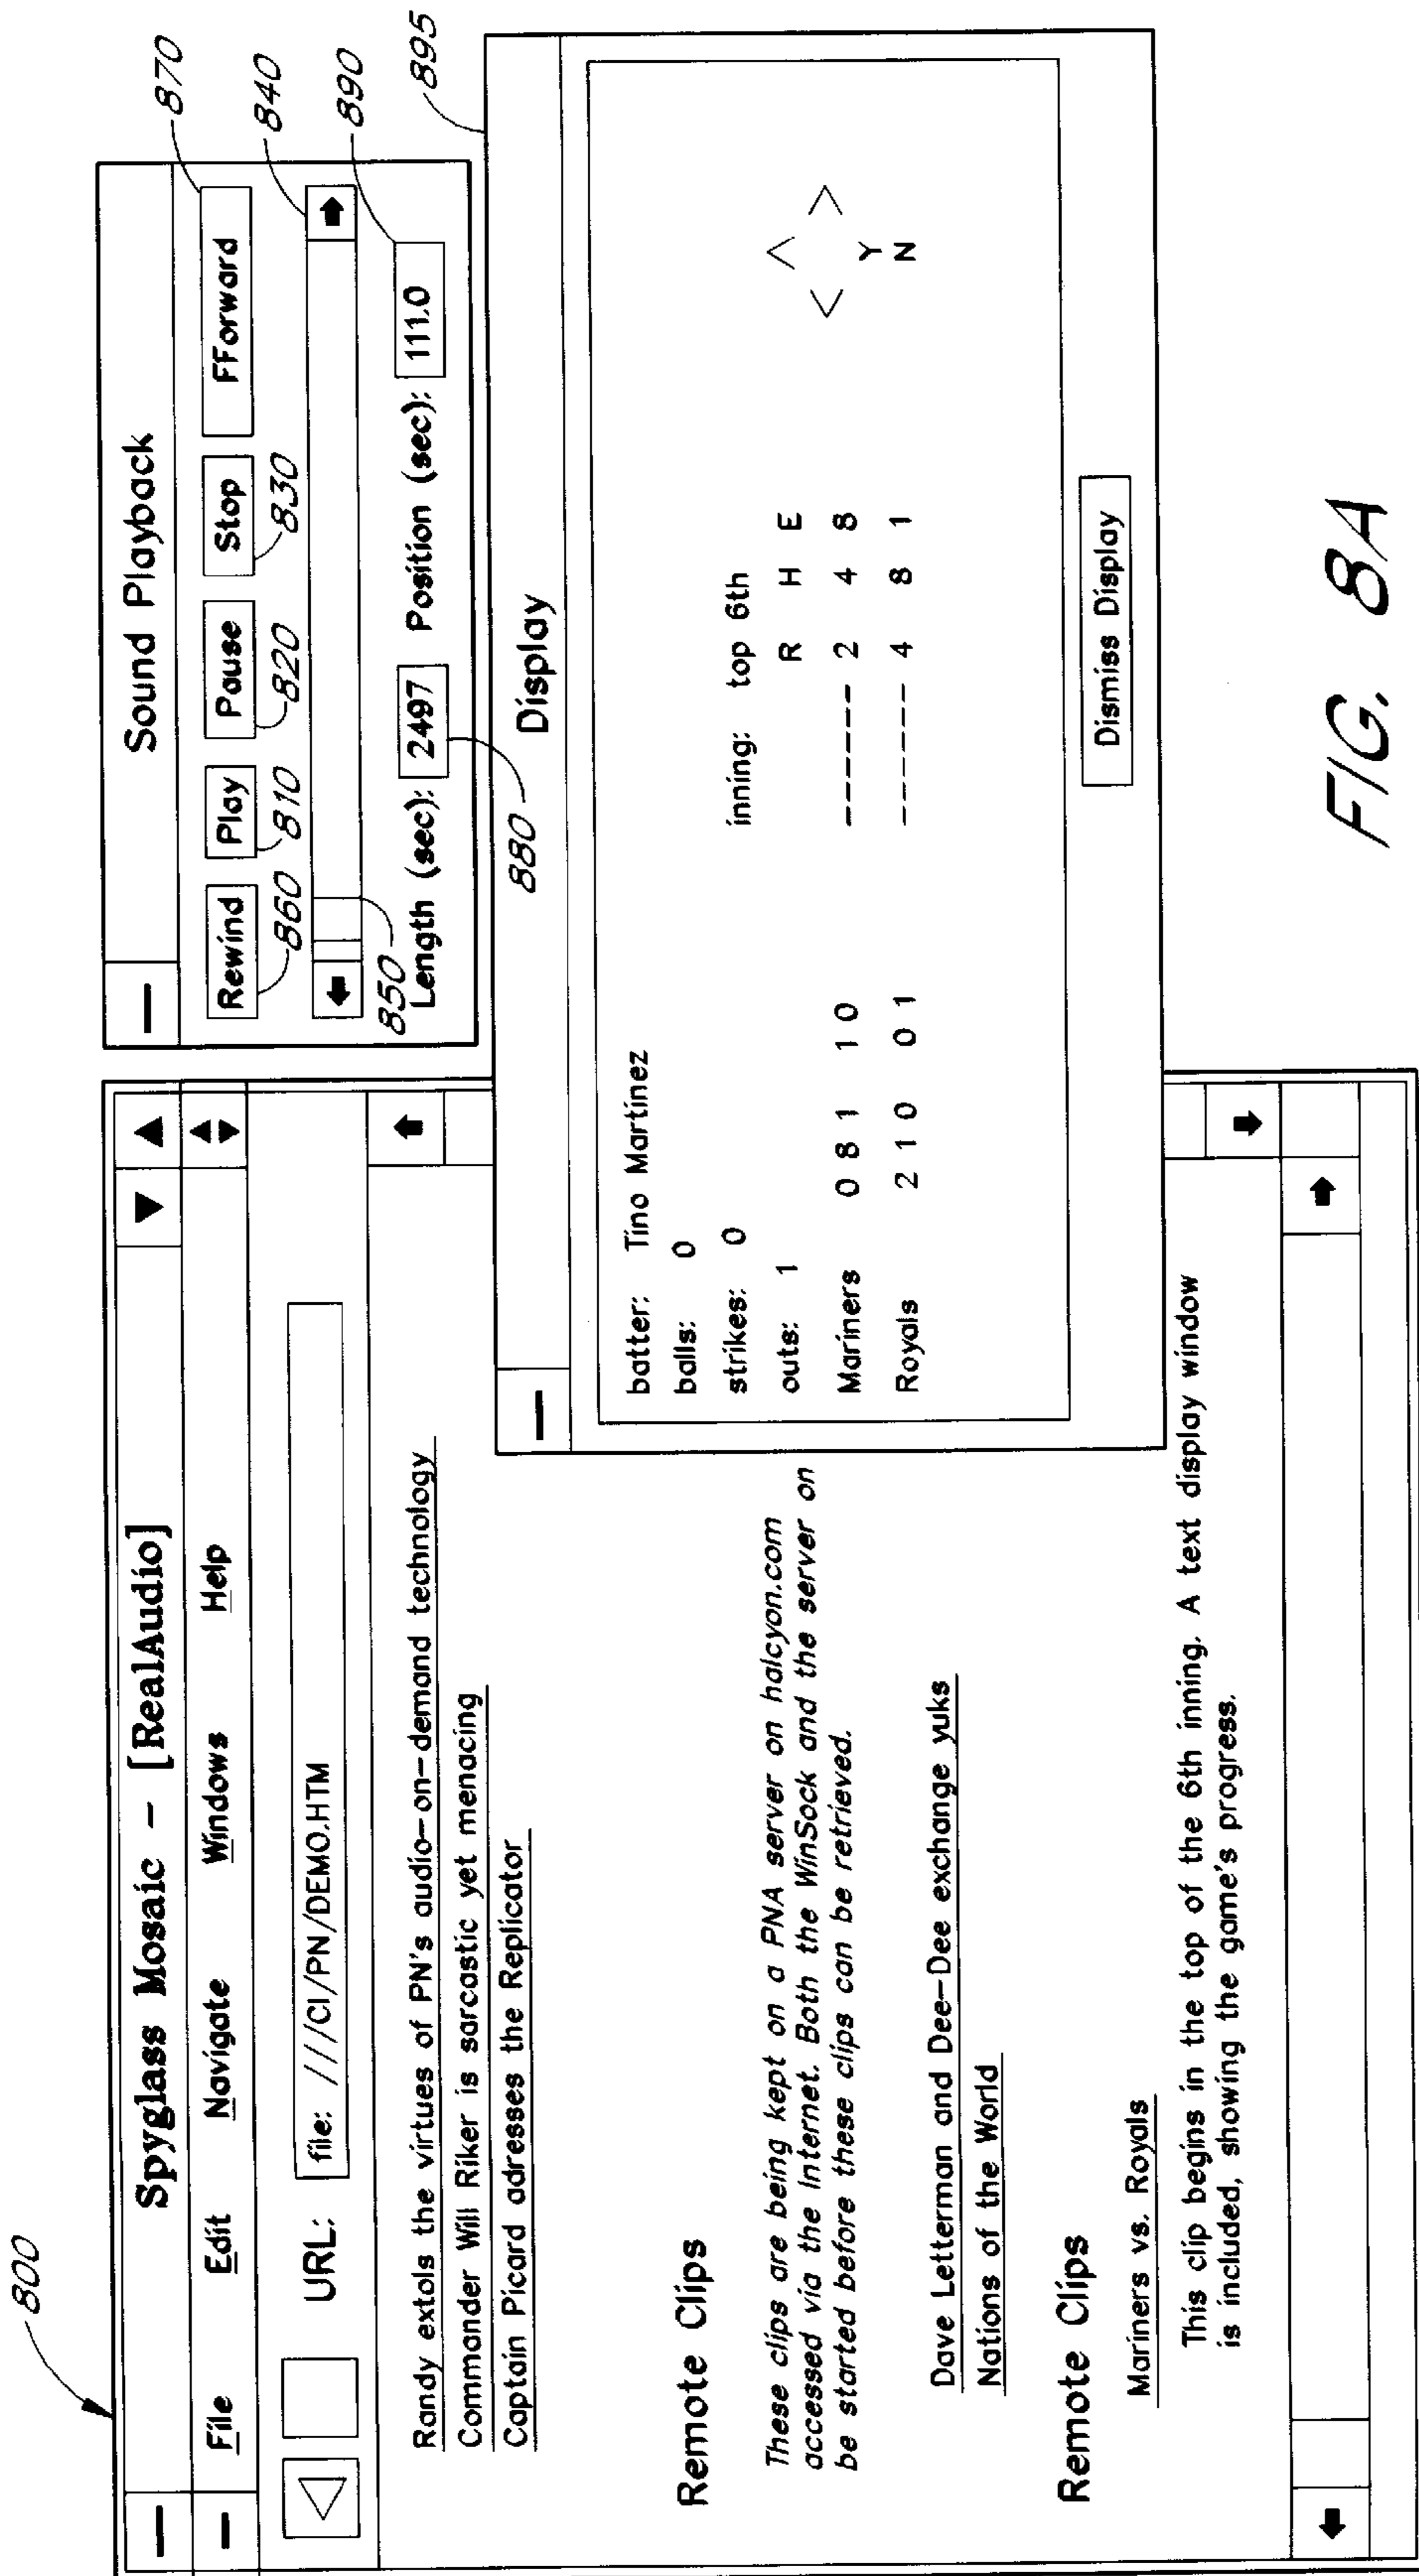 800
Spyglass Mosaic – [RealAudio]
File Edit Navigate Windows Help
URL: file: ///CI/PN/DEMO.HTM
Randy extols the virtues of PN's audio–on–demand technology
Commander Will Riker is sarcastic yet menacing
Captain Picard adresses the Replicator
Remote Clips
These clips are being kept on a PNA server on halcyon.com
accessed via the Internet. Both the WinSock and the server on
be started before these clips can be retrieved.
Dave Letterman and Dee–Dee exchange yuks
Nations of the World
Remote Clips
Mariners vs. Royals
This clip begins in the top of the 6th inning. A text display window
is included, showing the game's progress.
Sound Playback
Rewind Play Pause Stop FForward
860 810 820 830 870
840
850
Length (sec): 2497 Position (sec): 111.0
880 890
895
Display
batter: Tino Martinez
balls: 0
strikes: 0 inning: top 6th
outs: 1 R H E
Mariners 0 8 1 1 0 ------- 2 4 8
Royals 2 1 0 0 1 ------ 4 8 1
< ^ >
Y
N
Dismiss Display
FIG. 8A